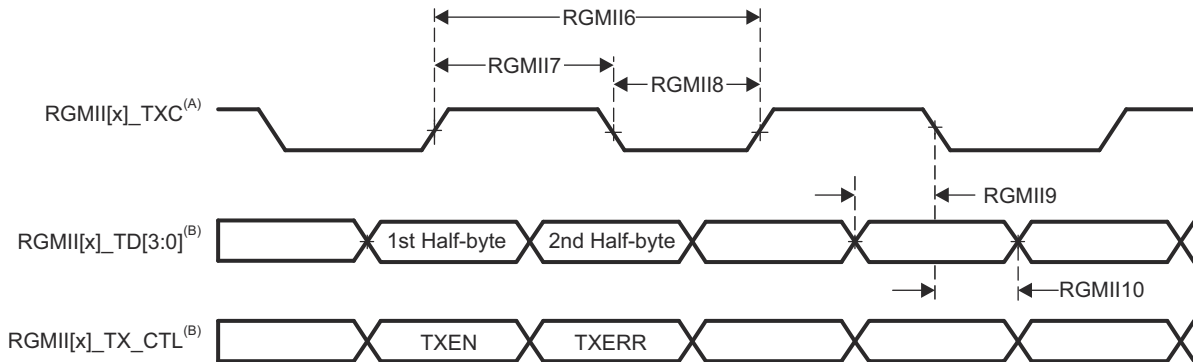 RGMII6
RGMII7
RGMII8
RGMII[x]_TXC(A)
RGMII9
RGMII[x]_TD[3:0](B)
1st Half-byte
2nd Half-byte
RGMII10
RGMII[x]_TX_CTL(B)
TXEN
TXERR